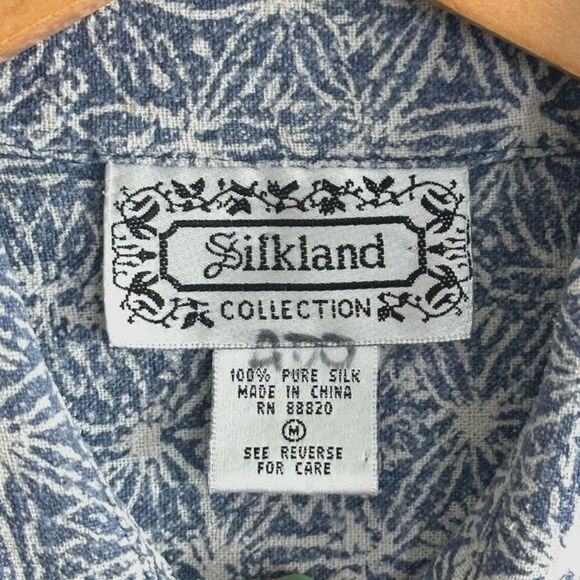 Silkland
COLLECTION
100% PURE SILK
MADE IN CHINA
RN 88820
M
SEE REVERSE
FOR CARE